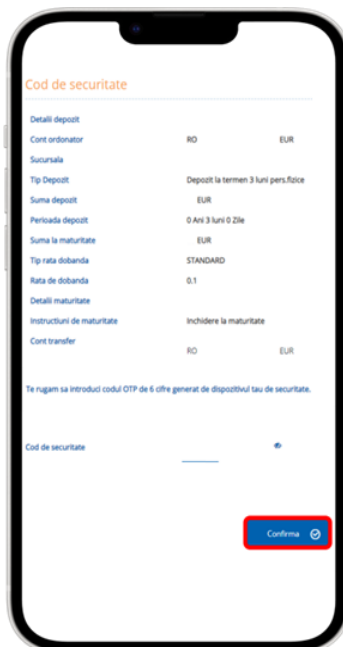 Cod de securitate
Detalii depozit
Cont ordonator RO EUR
Sucursala
Tip Depozit Depozit la termen 3 luni pers.fizice
Suma depozit EUR
Perioada depozit 0 Ani 3 luni 0 Zile
Suma la maturitate EUR
Tip rata dobanda STANDARD
Rata de dobanda 0.1
Detalii maturitate
Instructiuni de maturitate Inchidere la maturitate
Cont transfer
RO EUR
Te rugam sa introduci codul OTP de 6 cifre generat de dispozitivul tau de securitate.
Cod de securitate
Confirma